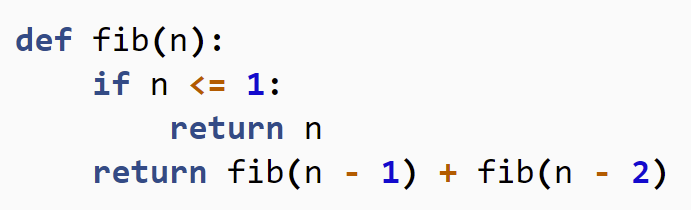 def fib(n):
    if n <= 1:
        return n
    return fib(n - 1) + fib(n - 2)